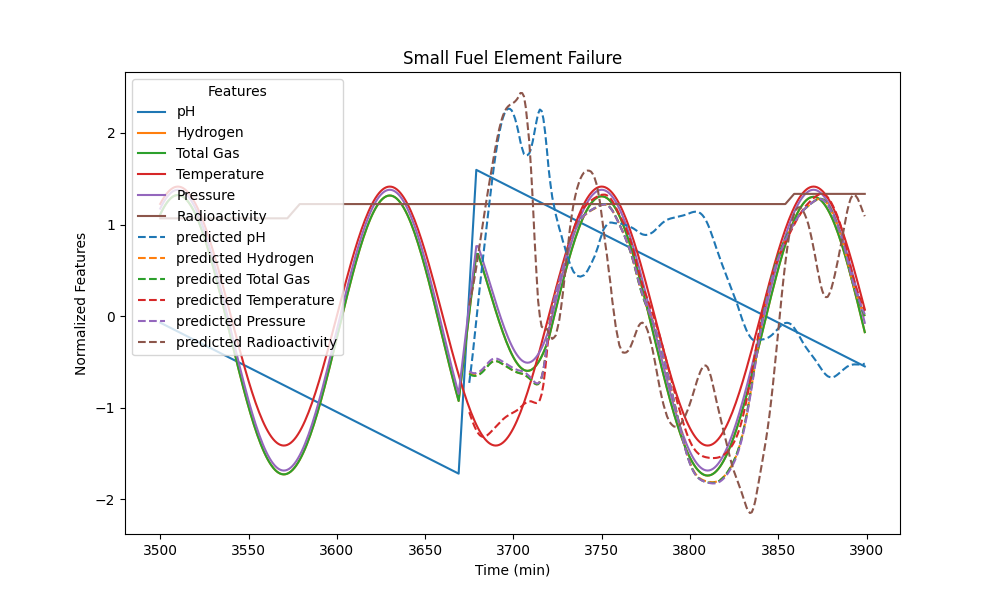 Small Fuel Element Failure
Normalized Features
2
1
0
−1
−2
Features
pH
Hydrogen
Total Gas
Temperature
Pressure
Radioactivity
predicted pH
predicted Hydrogen
predicted Total Gas
predicted Temperature
predicted Pressure
predicted Radioactivity
3500 3550 3600 3650 3700 3750 3800 3850 3900
Time (min)